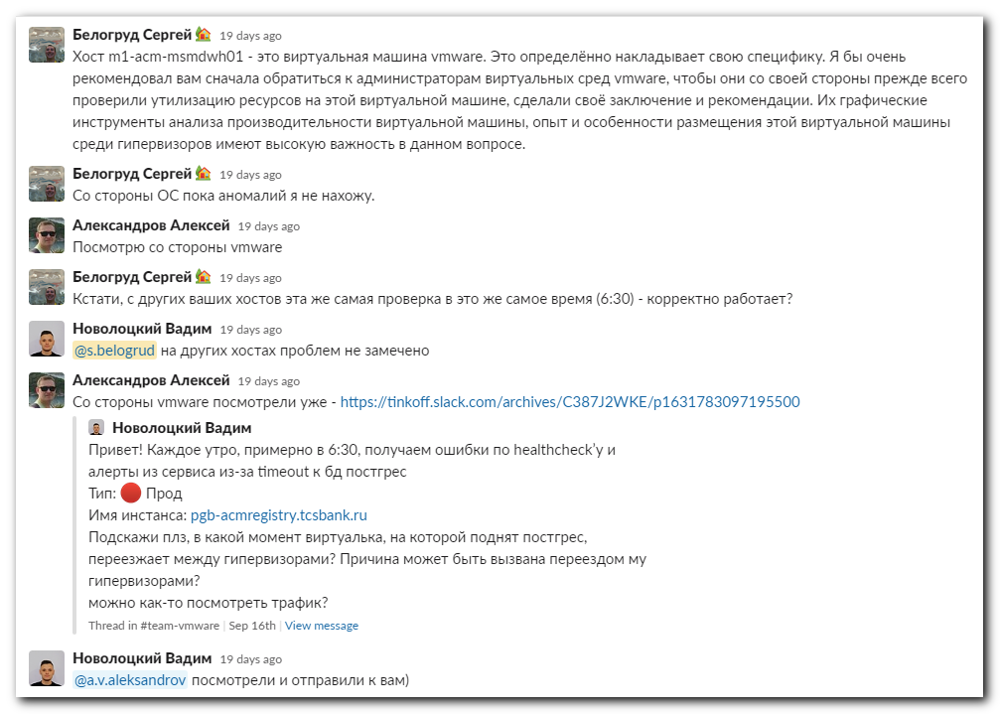 Белогруд Сергей 19 days ago
Хост m1-acm-msmdwh01 - это виртуальная машина vmware. Это определённо накладывает свою специфику. Я бы очень
рекомендовал вам сначала обратиться к администраторам виртуальных сред vmware, чтобы они со своей стороны прежде всего
проверили утилизацию ресурсов на этой виртуальной машине, сделали своё заключение и рекомендации. Их графические
инструменты анализа производительности виртуальной машины, опыт и особенности размещения этой виртуальной машины
среди гипервизоров имеют высокую важность в данном вопросе.
Белогруд Сергей 19 days ago
Со стороны ОС пока аномалий я не нахожу.
Александров Алексей 19 days ago
Посмотрю со стороны vmware
Белогруд Сергей 19 days ago
Кстати, с других ваших хостов эта же самая проверка в это же самое время (6:30) - корректно работает?
Новолоцкий Вадим 19 days ago
@s.belogrud на других хостах проблем не замечено
Александров Алексей 19 days ago
Со стороны vmware посмотрели уже - https://tinkoff.slack.com/archives/C387J2WKE/p1631783097195500
Новолоцкий Вадим
Привет! Каждое утро, примерно в 6:30, получаем ошибки по healthcheck'у и
алерты из сервиса из-за timeout к бд постгрес
Тип: Прод
Имя инстанса: pgb-acmregistry.tcsbank.ru
Подскажи плз, в какой момент виртуалька, на которой поднят постгрес,
переезжает между гипервизорами? Причина может быть вызвана переездом му
гипервизорами?
можно как-то посмотреть трафик?
Thread in #team-vmware | Sep 16th | View message
Новолоцкий Вадим 19 days ago
@a.v.aleksandrov посмотрели и отправили к вам)